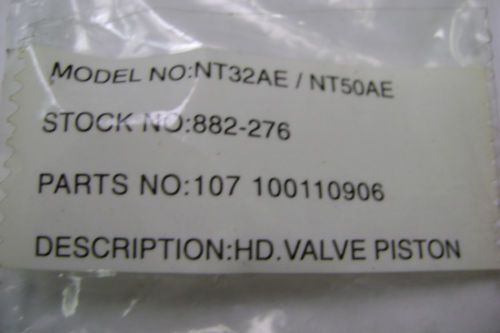 MODEL NO:NT32AE / NT50AE
STOCK NO:882-276
PARTS NO:107 100110906
DESCRIPTION:HD.VALVE PISTON